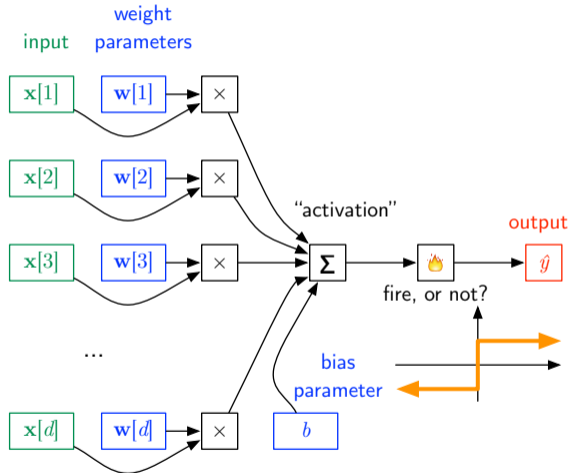 weight
input parameters
x[1] w[1] ×
x[2] w[2] ×
"activation"
output
x[3] w[3] × Σ ŷ
fire, or not?
...
bias
parameter
x[d] w[d] × b